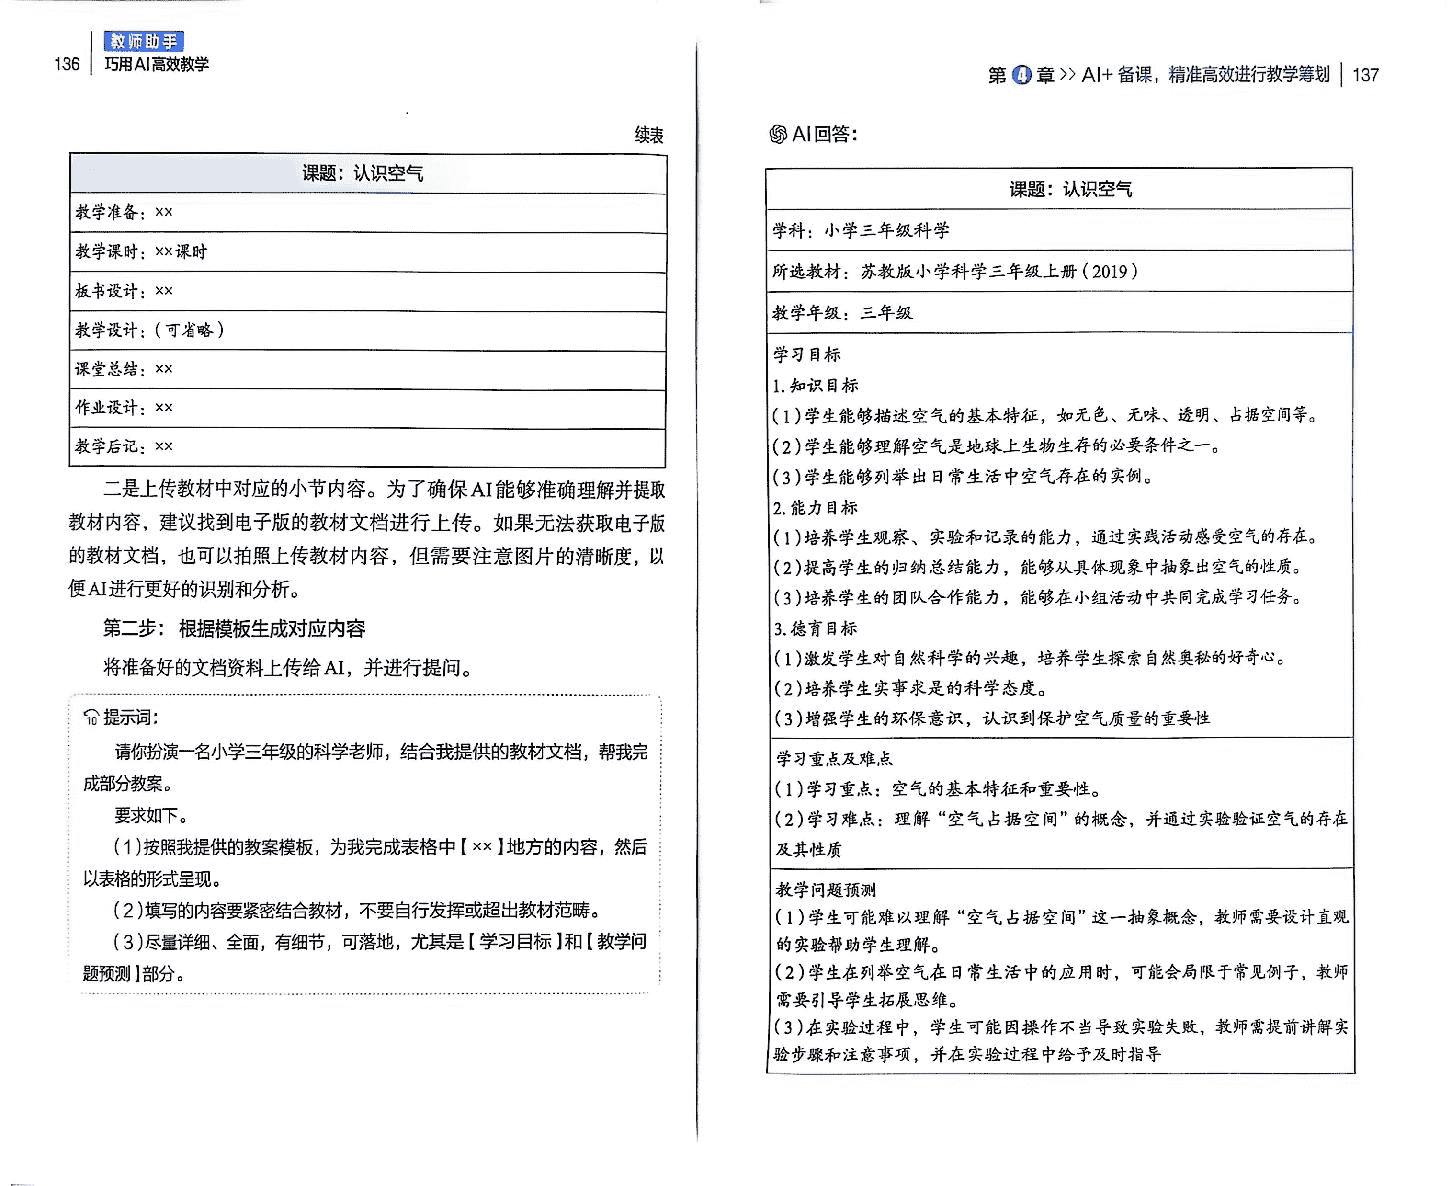 136
教师助手
巧用AI高效教学
续表
课题：认识空气
教学准备：××
教学课时：××课时
板书设计：××
教学设计：(可省略)
课堂总结：××
作业设计：××
教学后记：××
二是上传教材中对应的小节内容。为了确保AI能够准确理解并提取
教材内容，建议找到电子版的教材文档进行上传。如果无法获取电子版
的教材文档，也可以拍照上传教材内容，但需要注意图片的清晰度，以
便AI进行更好的识别和分析。
第二步：根据模板生成对应内容
将准备好的文档资料上传给AI，并进行提问。
提示词：
请你扮演一名小学三年级的科学老师，结合我提供的教材文档，帮我完
成部分教案。
要求如下。
(1)按照我提供的教案模板，为我完成表格中【××】地方的内容，然后
以表格的形式呈现。
(2)填写的内容要紧密结合教材，不要自行发挥或超出教材范畴。
(3)尽量详细、全面，有细节，可落地，尤其是【学习目标】和【教学问
题预测】部分。
第4章>>AI+备课，精准高效进行教学筹划 137
AI回答：
课题：认识空气
学科：小学三年级科学
所选教材：苏教版小学科学三年级上册(2019)
教学年级：三年级
学习目标
1.知识目标
(1)学生能够描述空气的基本特征，如无色、无味、透明、占据空间等。
(2)学生能够理解空气是地球上生物生存的必要条件之一。
(3)学生能够列举出日常生活中空气存在的实例。
2.能力目标
(1)培养学生观察、实验和记录的能力，通过实践活动感受空气的存在。
(2)提高学生的归纳总结能力，能够从具体现象中抽象出空气的性质。
(3)培养学生的团队合作能力，能够在小组活动中共同完成学习任务。
3.德育目标
(1)激发学生对自然科学的兴趣，培养学生探索自然奥秘的好奇心。
(2)培养学生实事求是的科学态度。
(3)增强学生的环保意识，认识到保护空气质量的重要性
学习重点及难点
(1)学习重点：空气的基本特征和重要性。
(2)学习难点：理解“空气占据空间”的概念，并通过实验验证空气的存在
及其性质
教学问题预测
(1)学生可能难以理解“空气占据空间”这一抽象概念，教师需要设计直观
的实验帮助学生理解。
(2)学生在列举空气在日常生活中的应用时，可能会局限于常见例子，教师
需要引导学生拓展思维。
(3)在实验过程中，学生可能因操作不当导致实验失败，教师需提前讲解实
验步骤和注意事项，并在实验过程中给予及时指导